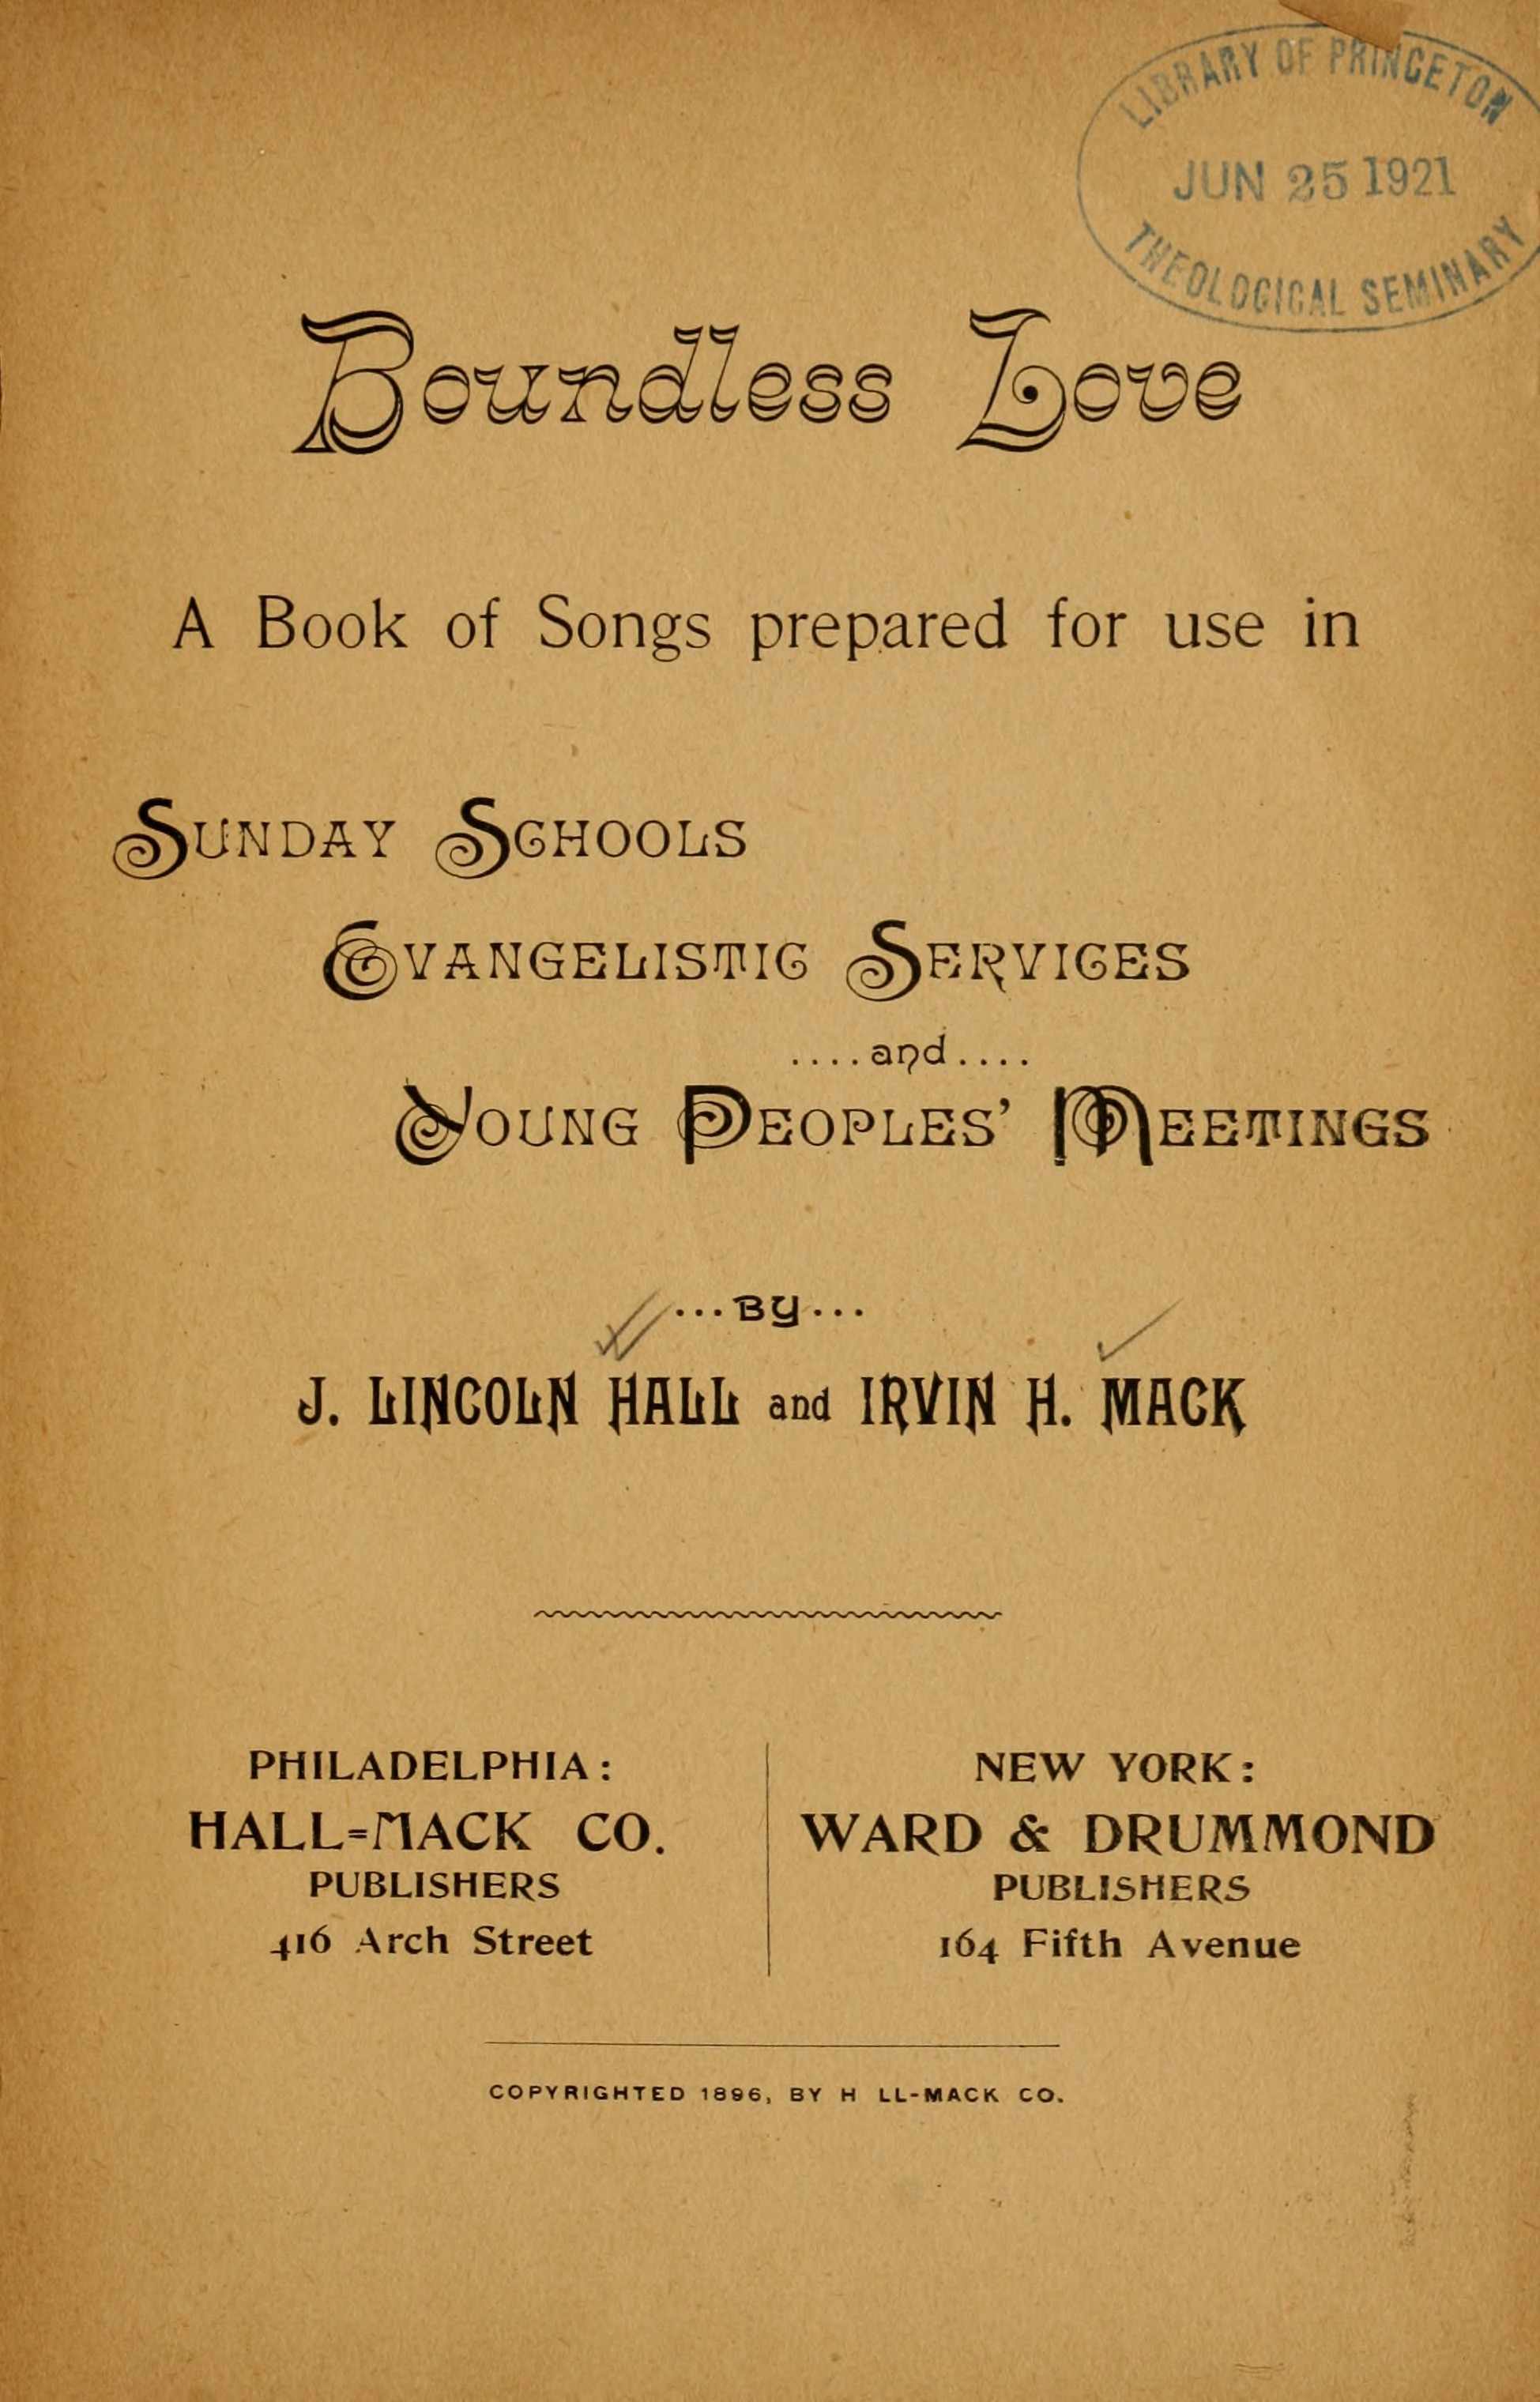 LIBRARY OF PRINCETON
JUN 25 1921
THEOLOGICAL SEMINARY
Boundless Love
A Book of Songs prepared for use in
SUNDAY SCHOOLS
EVANGELISTIC SERVICES
....and....
YOUNG PEOPLES' MEETINGS
...BY...
J. LINCOLN HALL and IRVIN H. MACK
PHILADELPHIA:
HALL=MACK CO.
PUBLISHERS
416 Arch Street
NEW YORK:
WARD & DRUMMOND
PUBLISHERS
164 Fifth Avenue
COPYRIGHTED 1896, BY H LL-MACK CO.